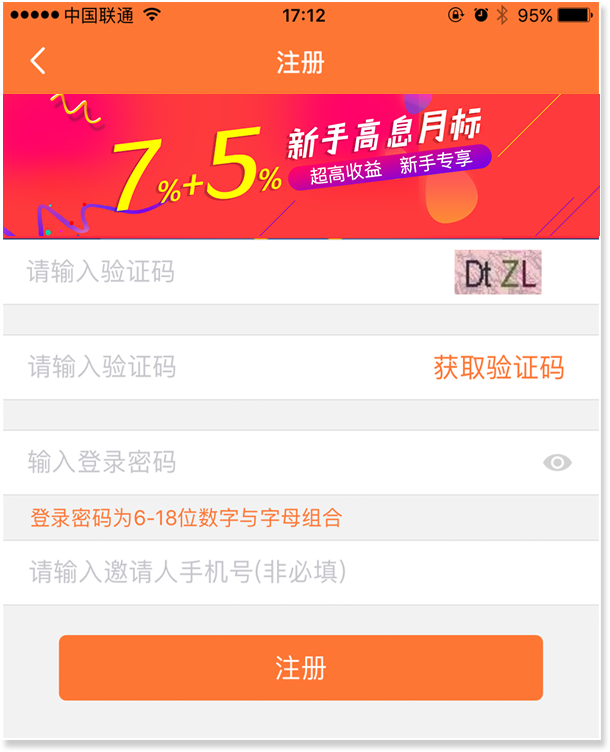 中国联通 17:12 95%
注册
7%+5%
新手高息月标
超高收益 新手专享
请输入验证码 Dt ZL
请输入验证码 获取验证码
输入登录密码
登录密码为6-18位数字与字母组合
请输入邀请人手机号(非必填)
注册